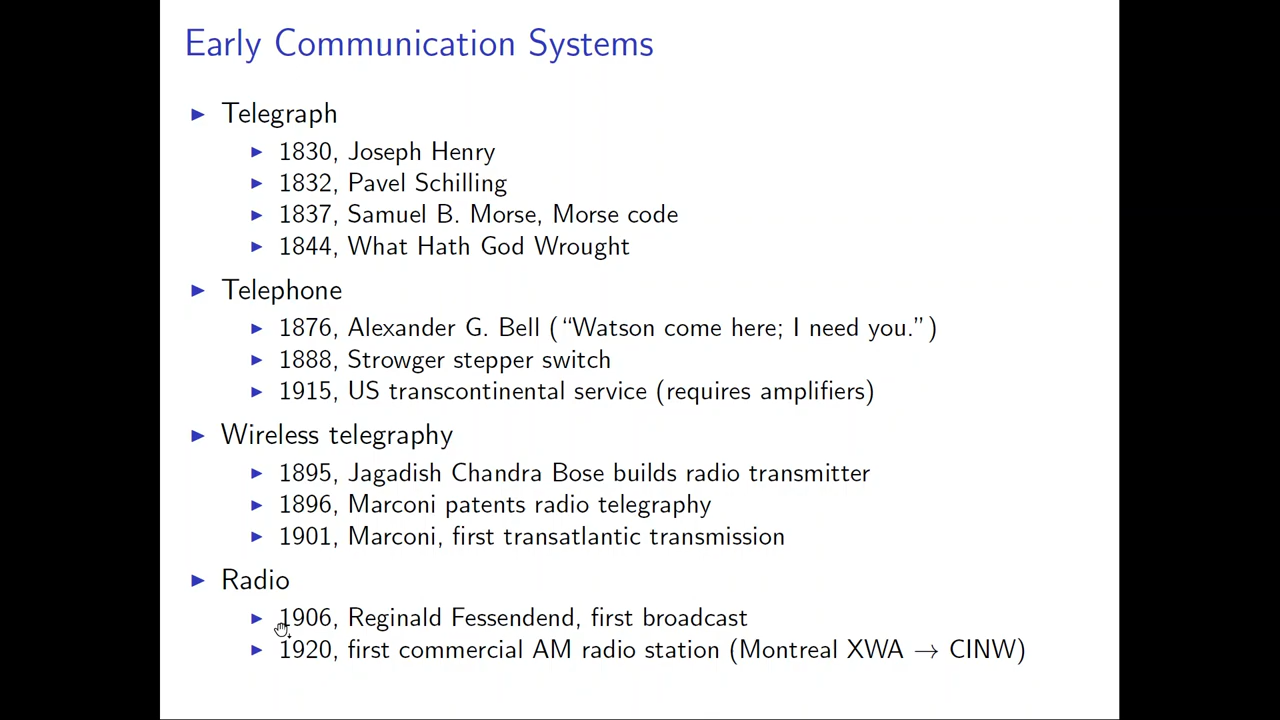 Early Communication Systems
▶ Telegraph
▶ 1830, Joseph Henry
▶ 1832, Pavel Schilling
▶ 1837, Samuel B. Morse, Morse code
▶ 1844, What Hath God Wrought
▶ Telephone
▶ 1876, Alexander G. Bell (“Watson come here; I need you.”)
▶ 1888, Strowger stepper switch
▶ 1915, US transcontinental service (requires amplifiers)
▶ Wireless telegraphy
▶ 1895, Jagadish Chandra Bose builds radio transmitter
▶ 1896, Marconi patents radio telegraphy
▶ 1901, Marconi, first transatlantic transmission
▶ Radio
▶ 1906, Reginald Fessendend, first broadcast
▶ 1920, first commercial AM radio station (Montreal XWA → CINW)